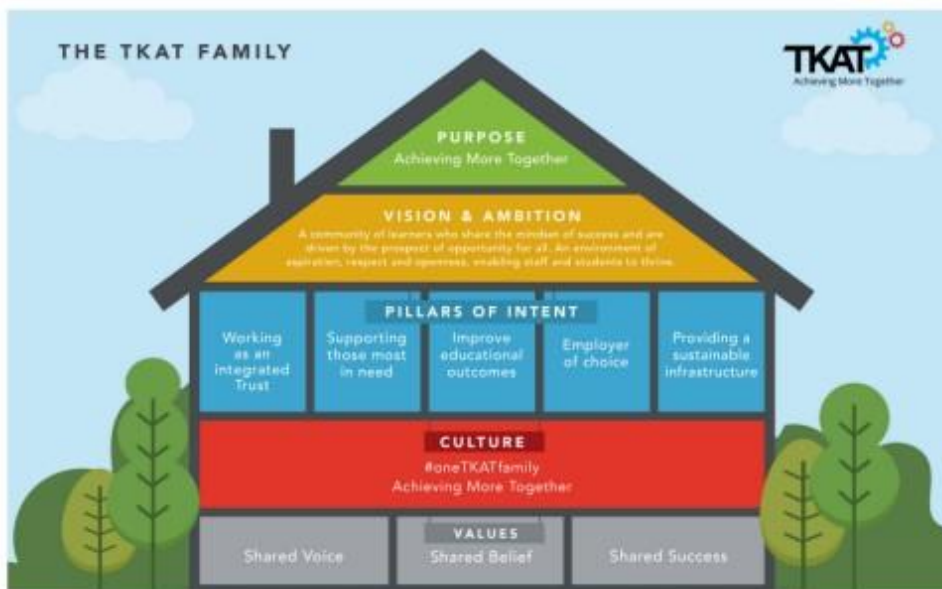 THE TKAT FAMILY
TKAT
Achieving More Together
PURPOSE
Achieving More Together
VISION & AMBITION
A community of learners who share the mindset of success and are
driven by the prospect of opportunity for all. An environment of
aspiration, respect and openness, enabling staff and students to thrive.
PILLARS OF INTENT
Working
as an
integrated
Trust
Supporting
those most
in need
Improve
educational
outcomes
Employer
of choice
Providing a
sustainable
infrastructure
CULTURE
#oneTKATfamily
Achieving More Together
VALUES
Shared Voice
Shared Belief
Shared Success